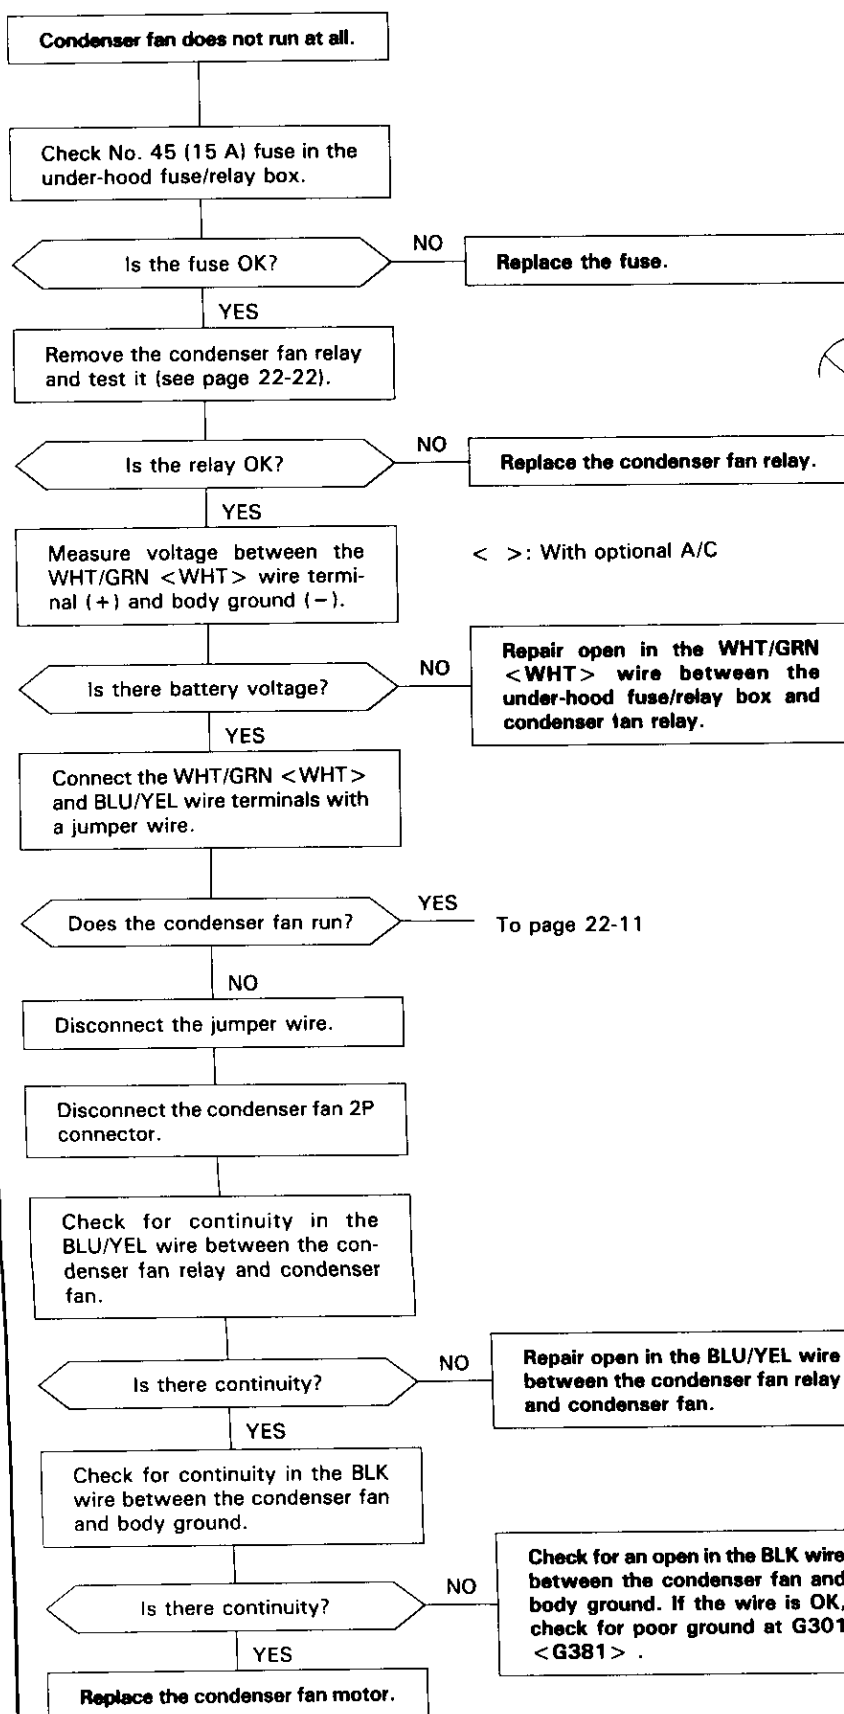 Condenser fan does not run at all.
Check No. 45 (15 A) fuse in the
under-hood fuse/relay box.
Is the fuse OK?
NO
Replace the fuse.
YES
Remove the condenser fan relay
and test it (see page 22-22).
Is the relay OK?
NO
Replace the condenser fan relay.
YES
Measure voltage between the
WHT/GRN <WHT> wire termi-
nal (+) and body ground (−).
< >: With optional A/C
Is there battery voltage?
NO
Repair open in the WHT/GRN
<WHT> wire between the
under-hood fuse/relay box and
condenser fan relay.
YES
Connect the WHT/GRN <WHT>
and BLU/YEL wire terminals with
a jumper wire.
Does the condenser fan run?
YES
To page 22-11
NO
Disconnect the jumper wire.
Disconnect the condenser fan 2P
connector.
Check for continuity in the
BLU/YEL wire between the con-
denser fan relay and condenser
fan.
Is there continuity?
NO
Repair open in the BLU/YEL wire
between the condenser fan relay
and condenser fan.
YES
Check for continuity in the BLK
wire between the condenser fan
and body ground.
Is there continuity?
NO
Check for an open in the BLK wire
between the condenser fan and
body ground. If the wire is OK,
check for poor ground at G301
<G381> .
YES
Replace the condenser fan motor.